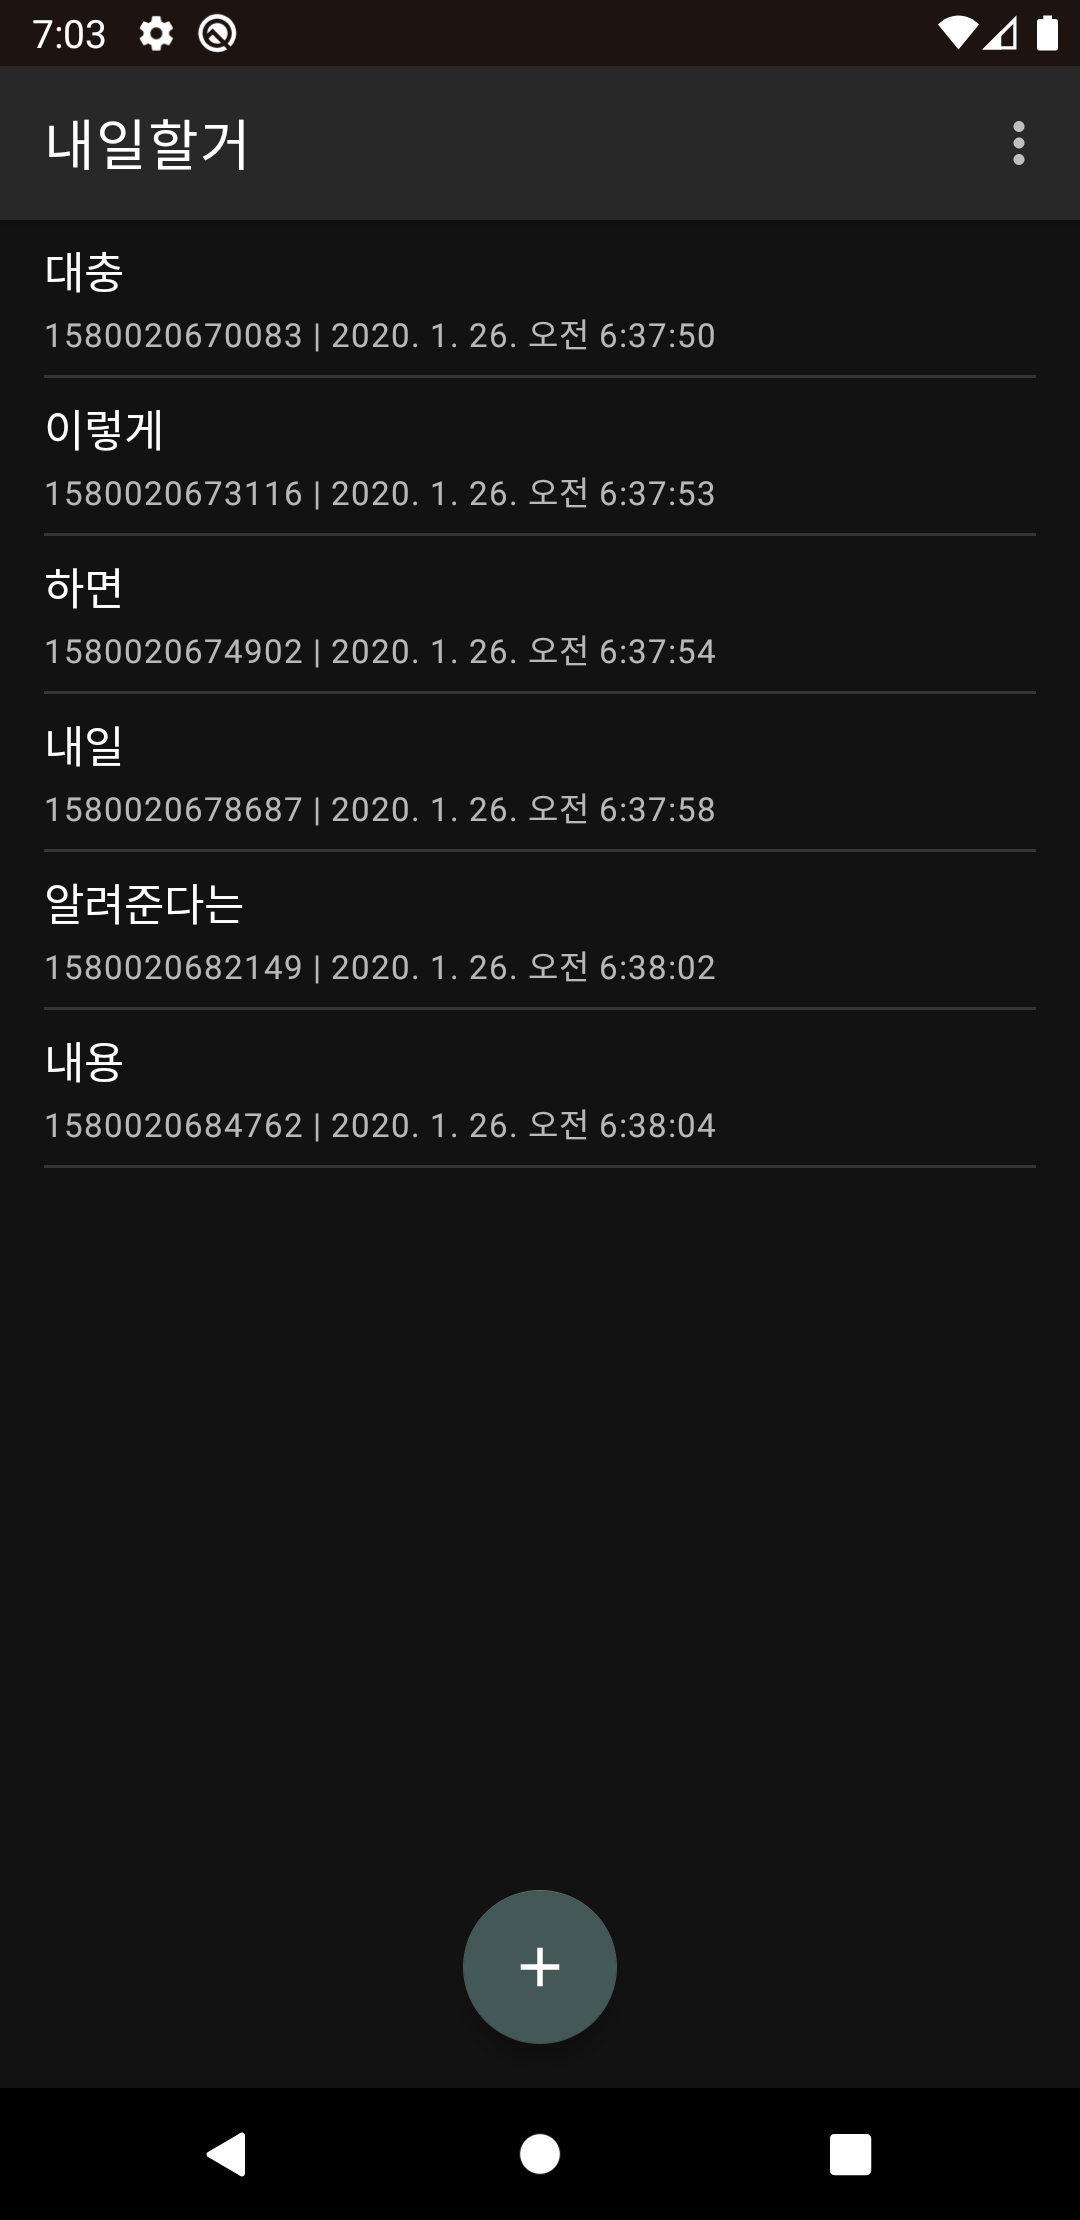 7:03
내일할거
대충
1580020670083 | 2020. 1. 26. 오전 6:37:50
이렇게
1580020673116 | 2020. 1. 26. 오전 6:37:53
하면
1580020674902 | 2020. 1. 26. 오전 6:37:54
내일
1580020678687 | 2020. 1. 26. 오전 6:37:58
알려준다는
1580020682149 | 2020. 1. 26. 오전 6:38:02
내용
1580020684762 | 2020. 1. 26. 오전 6:38:04